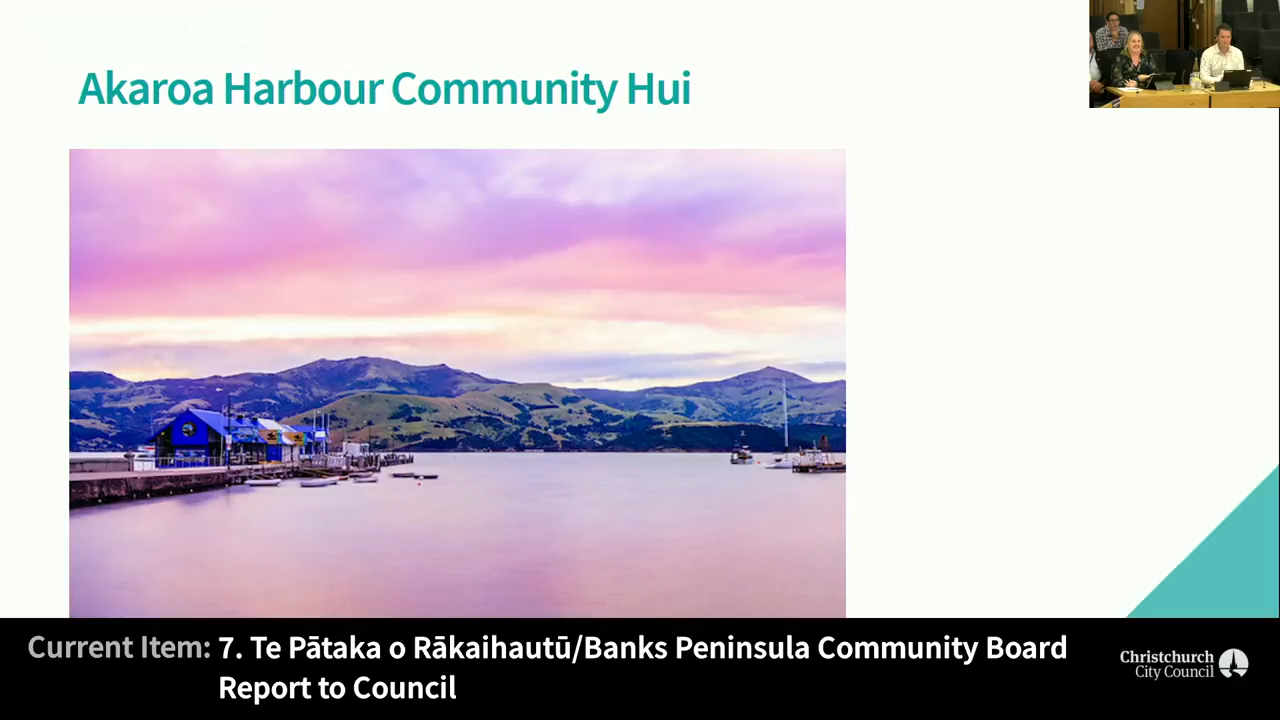 Akaroa Harbour Community Hui
Current Item: 7. Te Pātaka o Rākaihautū/Banks Peninsula Community Board
Report to Council
Christchurch
City Council